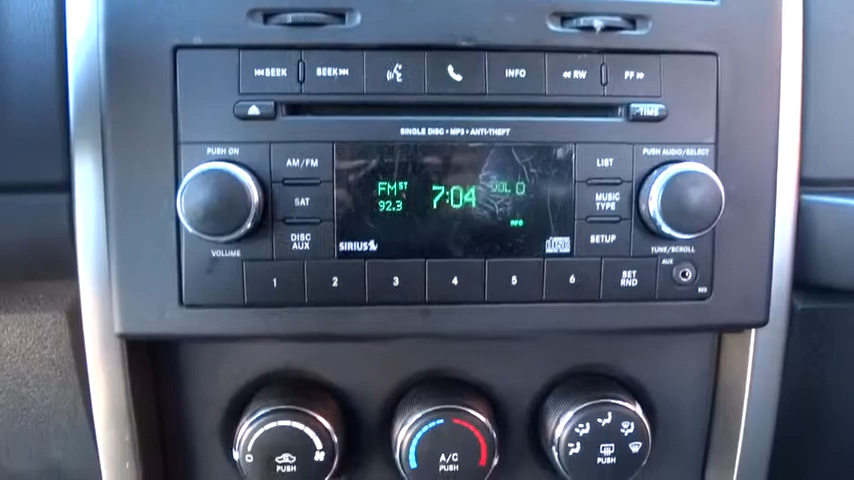 SEEK SEEK INFO RW FF
TIME
SINGLE DISC • MP3 • ANTI-THEFT
PUSH ON
PUSH AUDIO/SELECT
AM/FM
SAT
DISC
AUX
FM ST
92.3
7:04
VOL 0
INFO
SIRIUS
LIST
MUSIC
TYPE
SETUP
VOLUME
TUNE/SCROLL
1 2 3 4 5 6
SET
RND
AUX
PUSH
A/C
PUSH
PUSH